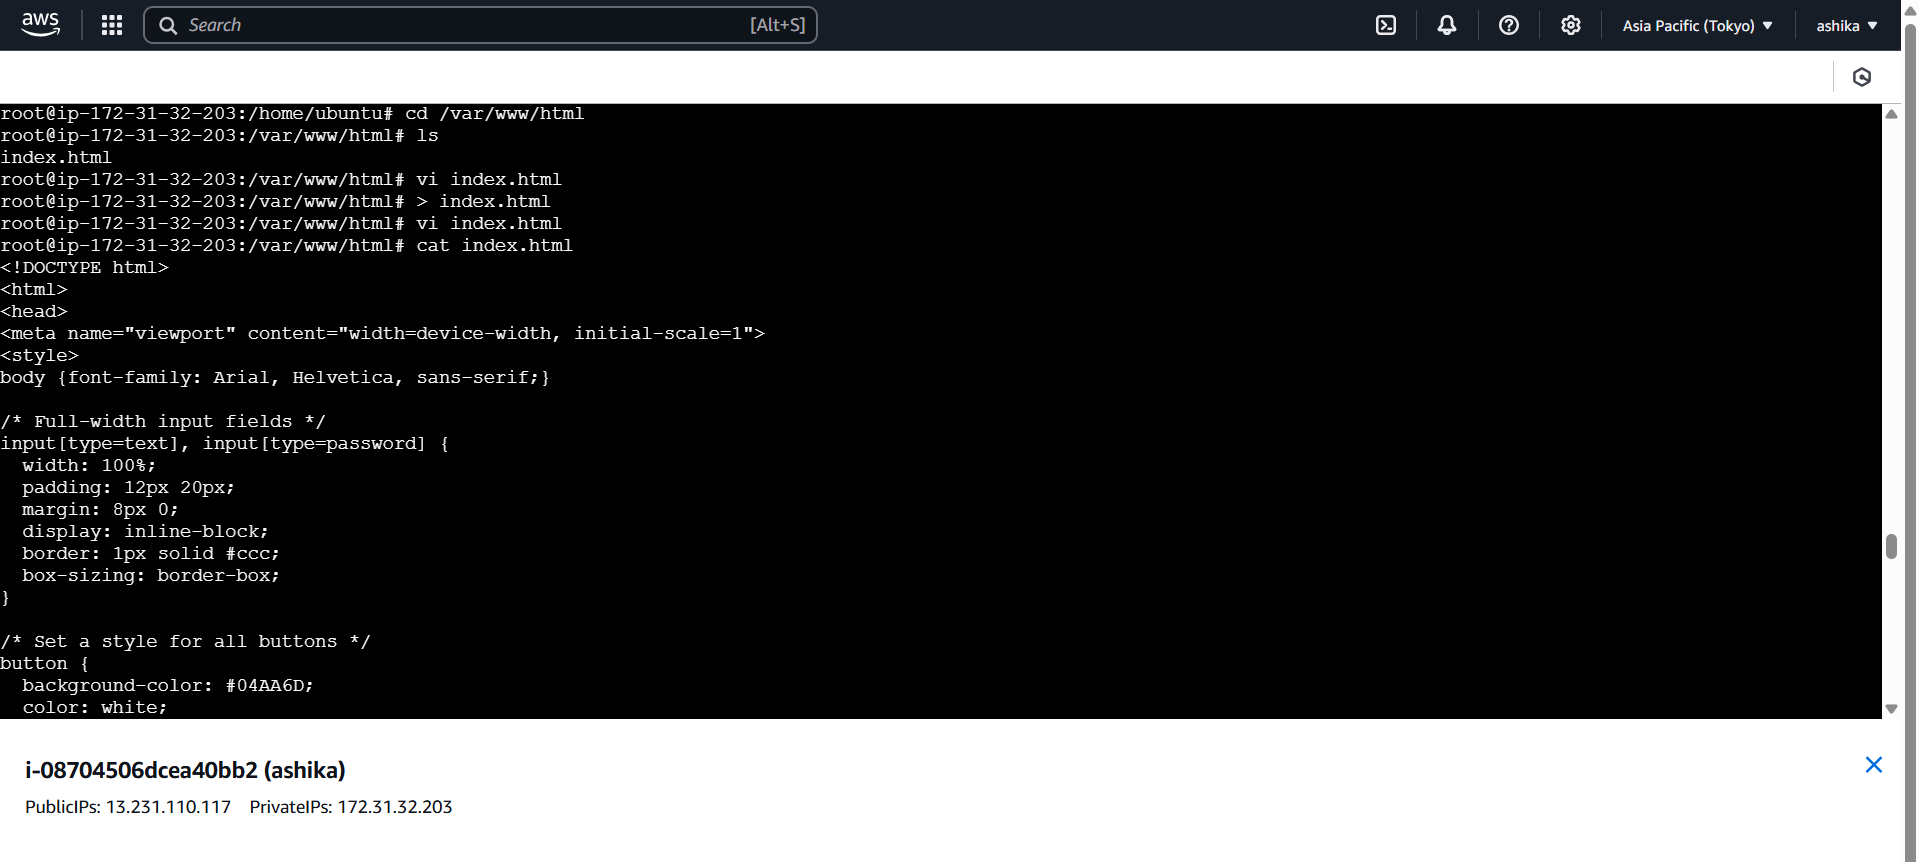 aws
Search [Alt+S]
Asia Pacific (Tokyo)
ashika
root@ip-172-31-32-203:/home/ubuntu# cd /var/www/html
root@ip-172-31-32-203:/var/www/html# ls
index.html
root@ip-172-31-32-203:/var/www/html# vi index.html
root@ip-172-31-32-203:/var/www/html# > index.html
root@ip-172-31-32-203:/var/www/html# vi index.html
root@ip-172-31-32-203:/var/www/html# cat index.html
<!DOCTYPE html>
<html>
<head>
<meta name="viewport" content="width=device-width, initial-scale=1">
<style>
body {font-family: Arial, Helvetica, sans-serif;}
/* Full-width input fields */
input[type=text], input[type=password] {
  width: 100%;
  padding: 12px 20px;
  margin: 8px 0;
  display: inline-block;
  border: 1px solid #ccc;
  box-sizing: border-box;
}
/* Set a style for all buttons */
button {
  background-color: #04AA6D;
  color: white;
i-08704506dcea40bb2 (ashika)
PublicIPs: 13.231.110.117 PrivateIPs: 172.31.32.203